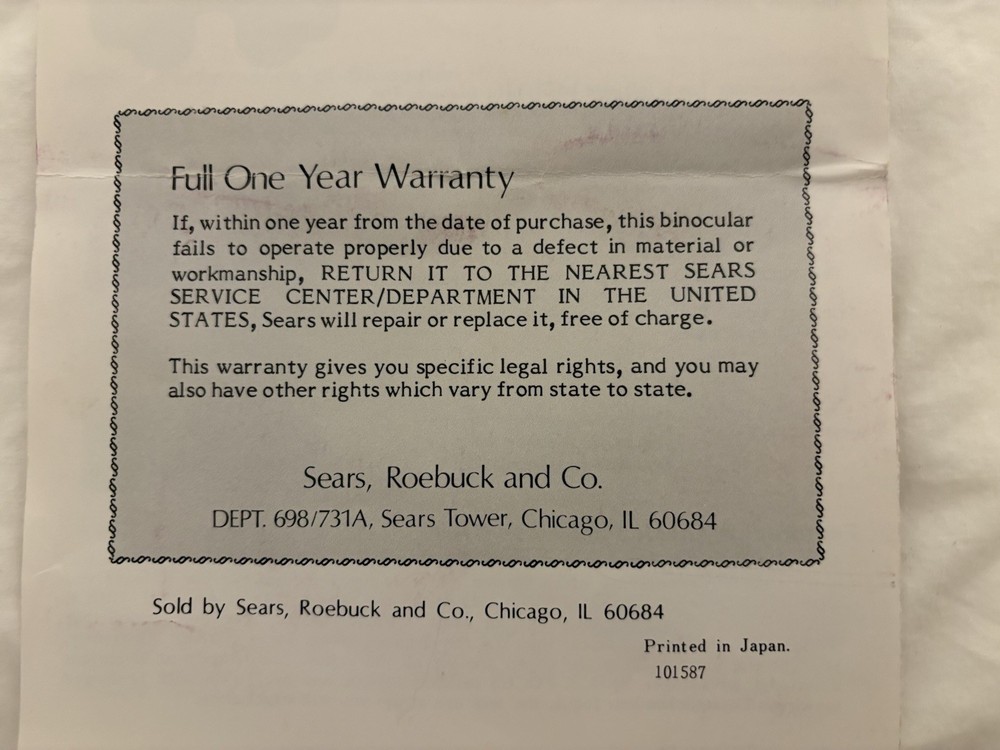 Full One Year Warranty
If, within one year from the date of purchase, this binocular
fails to operate properly due to a defect in material or
workmanship, RETURN IT TO THE NEAREST SEARS
SERVICE CENTER/DEPARTMENT IN THE UNITED
STATES, Sears will repair or replace it, free of charge.
This warranty gives you specific legal rights, and you may
also have other rights which vary from state to state.
Sears, Roebuck and Co.
DEPT. 698/731A, Sears Tower, Chicago, IL 60684
Sold by Sears, Roebuck and Co., Chicago, IL 60684
Printed in Japan.
101587